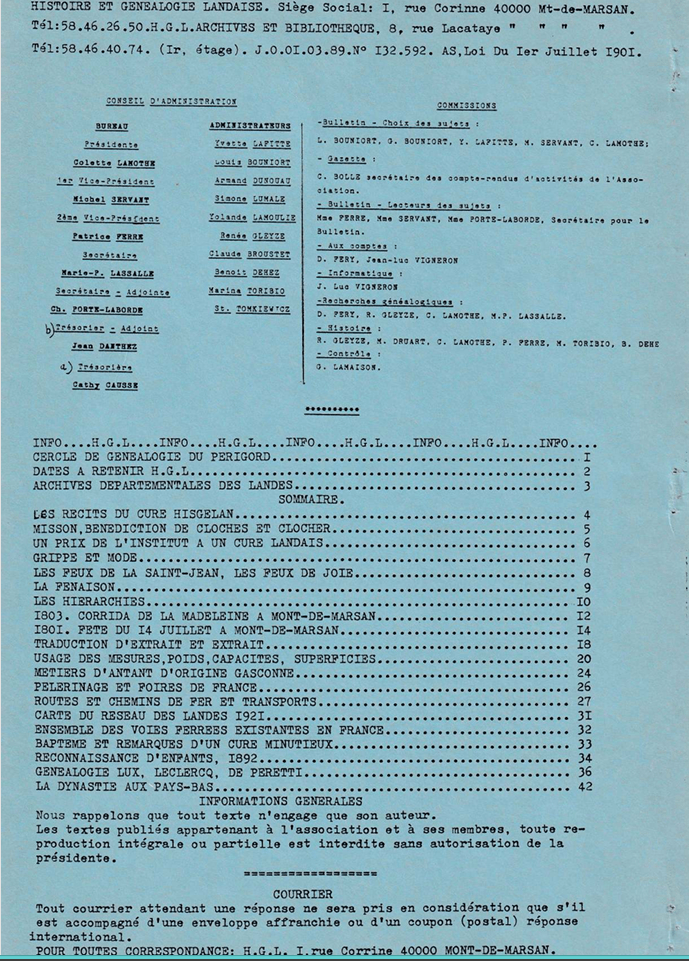 HISTOIRE ET GENEALOGIE LANDAISE. Siège Social: I, rue Corinne 40000 Mt-de-MARSAN.
Tél:58.46.26.50.H.G.L.ARCHIVES ET BIBLIOTHEQUE, 8, rue Lacataye " " " " .
Tél:58.46.40.74. (Ir, étage). J.O.OI.03.89.N° I32.592. AS,Loi Du Ier Juillet I90I.
CONSEIL D'ADMINISTRATION
BUREAU
Présidente
Colette LAMOTHE
1er Vice-Président
Michel SERVANT
2ème Vice-Président
Patrice FERRE
Secrétaire
Marie-P. LASSALLE
Secrétaire - Adjointe
Ch. PORTE-LABORDE
b) Trésorier - Adjoint
Jean DANTHEZ
a) Trésorière
Cathy CAUSSE
ADMINISTRATEURS
Yvette LAFITTE
Louis BOUNIORT
Armand DUNOUAU
Simone LUMALE
Yolande LAMOULIE
Renée GLEYZE
Claude BROUSTET
Benoit DEHEZ
Marina TORIBIO
St. TOMKIEWICZ
COMMISSIONS
-Bulletin - Choix des sujets :
L. BOUNIORT, G. BOUNIORT, Y. LAFITTE, M. SERVANT, C. LAMOTHE;
- Gazette :
C. BOLLE secrétaire des compte-rendue d'activités de l'Asso-
ciation.
- Bulletin - Lecteurs des sujets :
Mme FERRE, Mme SERVANT, Mme PORTE-LABORDE, Secrétaire pour le
Bulletin.
- Aux comptes :
D. FERY, Jean-luc VIGNERON
- Informatique :
J. Luc VIGNERON
-Recherches généalogiques :
D. FERY, R. GLEYZE, C. LAMOTHE, M.P. LASSALLE.
- Histoire :
R. GLEYZE, M. DRUART, C. LAMOTHE, P. FERRE, M. TORIBIO, B. DEHE
- Contrôle :
G. LAMAISON.
INFO....H.G.L....INFO....H.G.L....INFO....H.G.L....INFO....H.G.L....INFO....
CERCLE DE GENEALOGIE DU PERIGORD........ I
DATES A RETENIR H.G.L........ 2
ARCHIVES DEPARTEMENTALES DES LANDES........ 3
SOMMAIRE.
LES RECITS DU CURE HISGELAN........ 4
MISSON,BENEDICTION DE CLOCHES ET CLOCHER........ 5
UN PRIX DE L'INSTITUT A UN CURE LANDAIS........ 6
GRIPPE ET MODE........ 7
LES FEUX DE LA SAINT-JEAN, LES FEUX DE JOIE........ 8
LA FENAISON........ 9
LES HIERARCHIES........ IO
I803. CORRIDA DE LA MADELEINE A MONT-DE-MARSAN........ I2
I80I. FETE DU I4 JUILLET A MONT-DE-MARSAN........ I4
TRADUCTION D'EXTRAIT ET EXTRAIT........ I8
USAGE DES MESURES,POIDS,CAPACITES, SUPERFICIES........ 20
METIERS D'ANTANT D'ORIGINE GASCONNE........ 24
PELERINAGE ET FOIRES DE FRANCE........ 26
ROUTES ET CHEMINS DE FER ET TRANSPORTS........ 27
CARTE DU RESEAU DES LANDES I92I........ 3I
ENSEMBLE DES VOIES FERREES EXISTANTES EN FRANCE........ 32
BAPTEME ET REMARQUES D'UN CURE MINUTIEUX........ 33
RECONNAISSANCE D'ENFANTS, I892........ 34
GENEALOGIE LUX, LECLERCQ, DE PERETTI........ 36
LA DYNASTIE AUX PAYS-BAS........ 42
INFORMATIONS GENERALES
Nous rappelons que tout texte n'engage que son auteur.
Les textes publiés appartenant à l'association et à ses membres, toute re-
production intégrale ou partielle est interdite sans autorisation de la
présidente.
==================
COURRIER
Tout courrier attendant une réponse ne sera pris en considération que s'il
est accompagné d'une enveloppe affranchie ou d'un coupon (postal) réponse
international.
POUR TOUTES CORRESPONDANCE: H.G.L. I.rue Corrine 40000 MONT-DE-MARSAN.